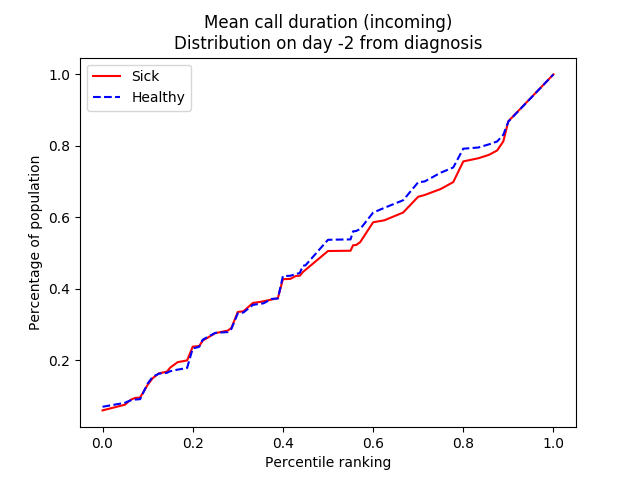 Mean call duration (incoming)
Distribution on day -2 from diagnosis
Sick
Healthy
Percentage of population
1.0
0.8
0.6
0.4
0.2
0.0 0.2 0.4 0.6 0.8 1.0
Percentile ranking